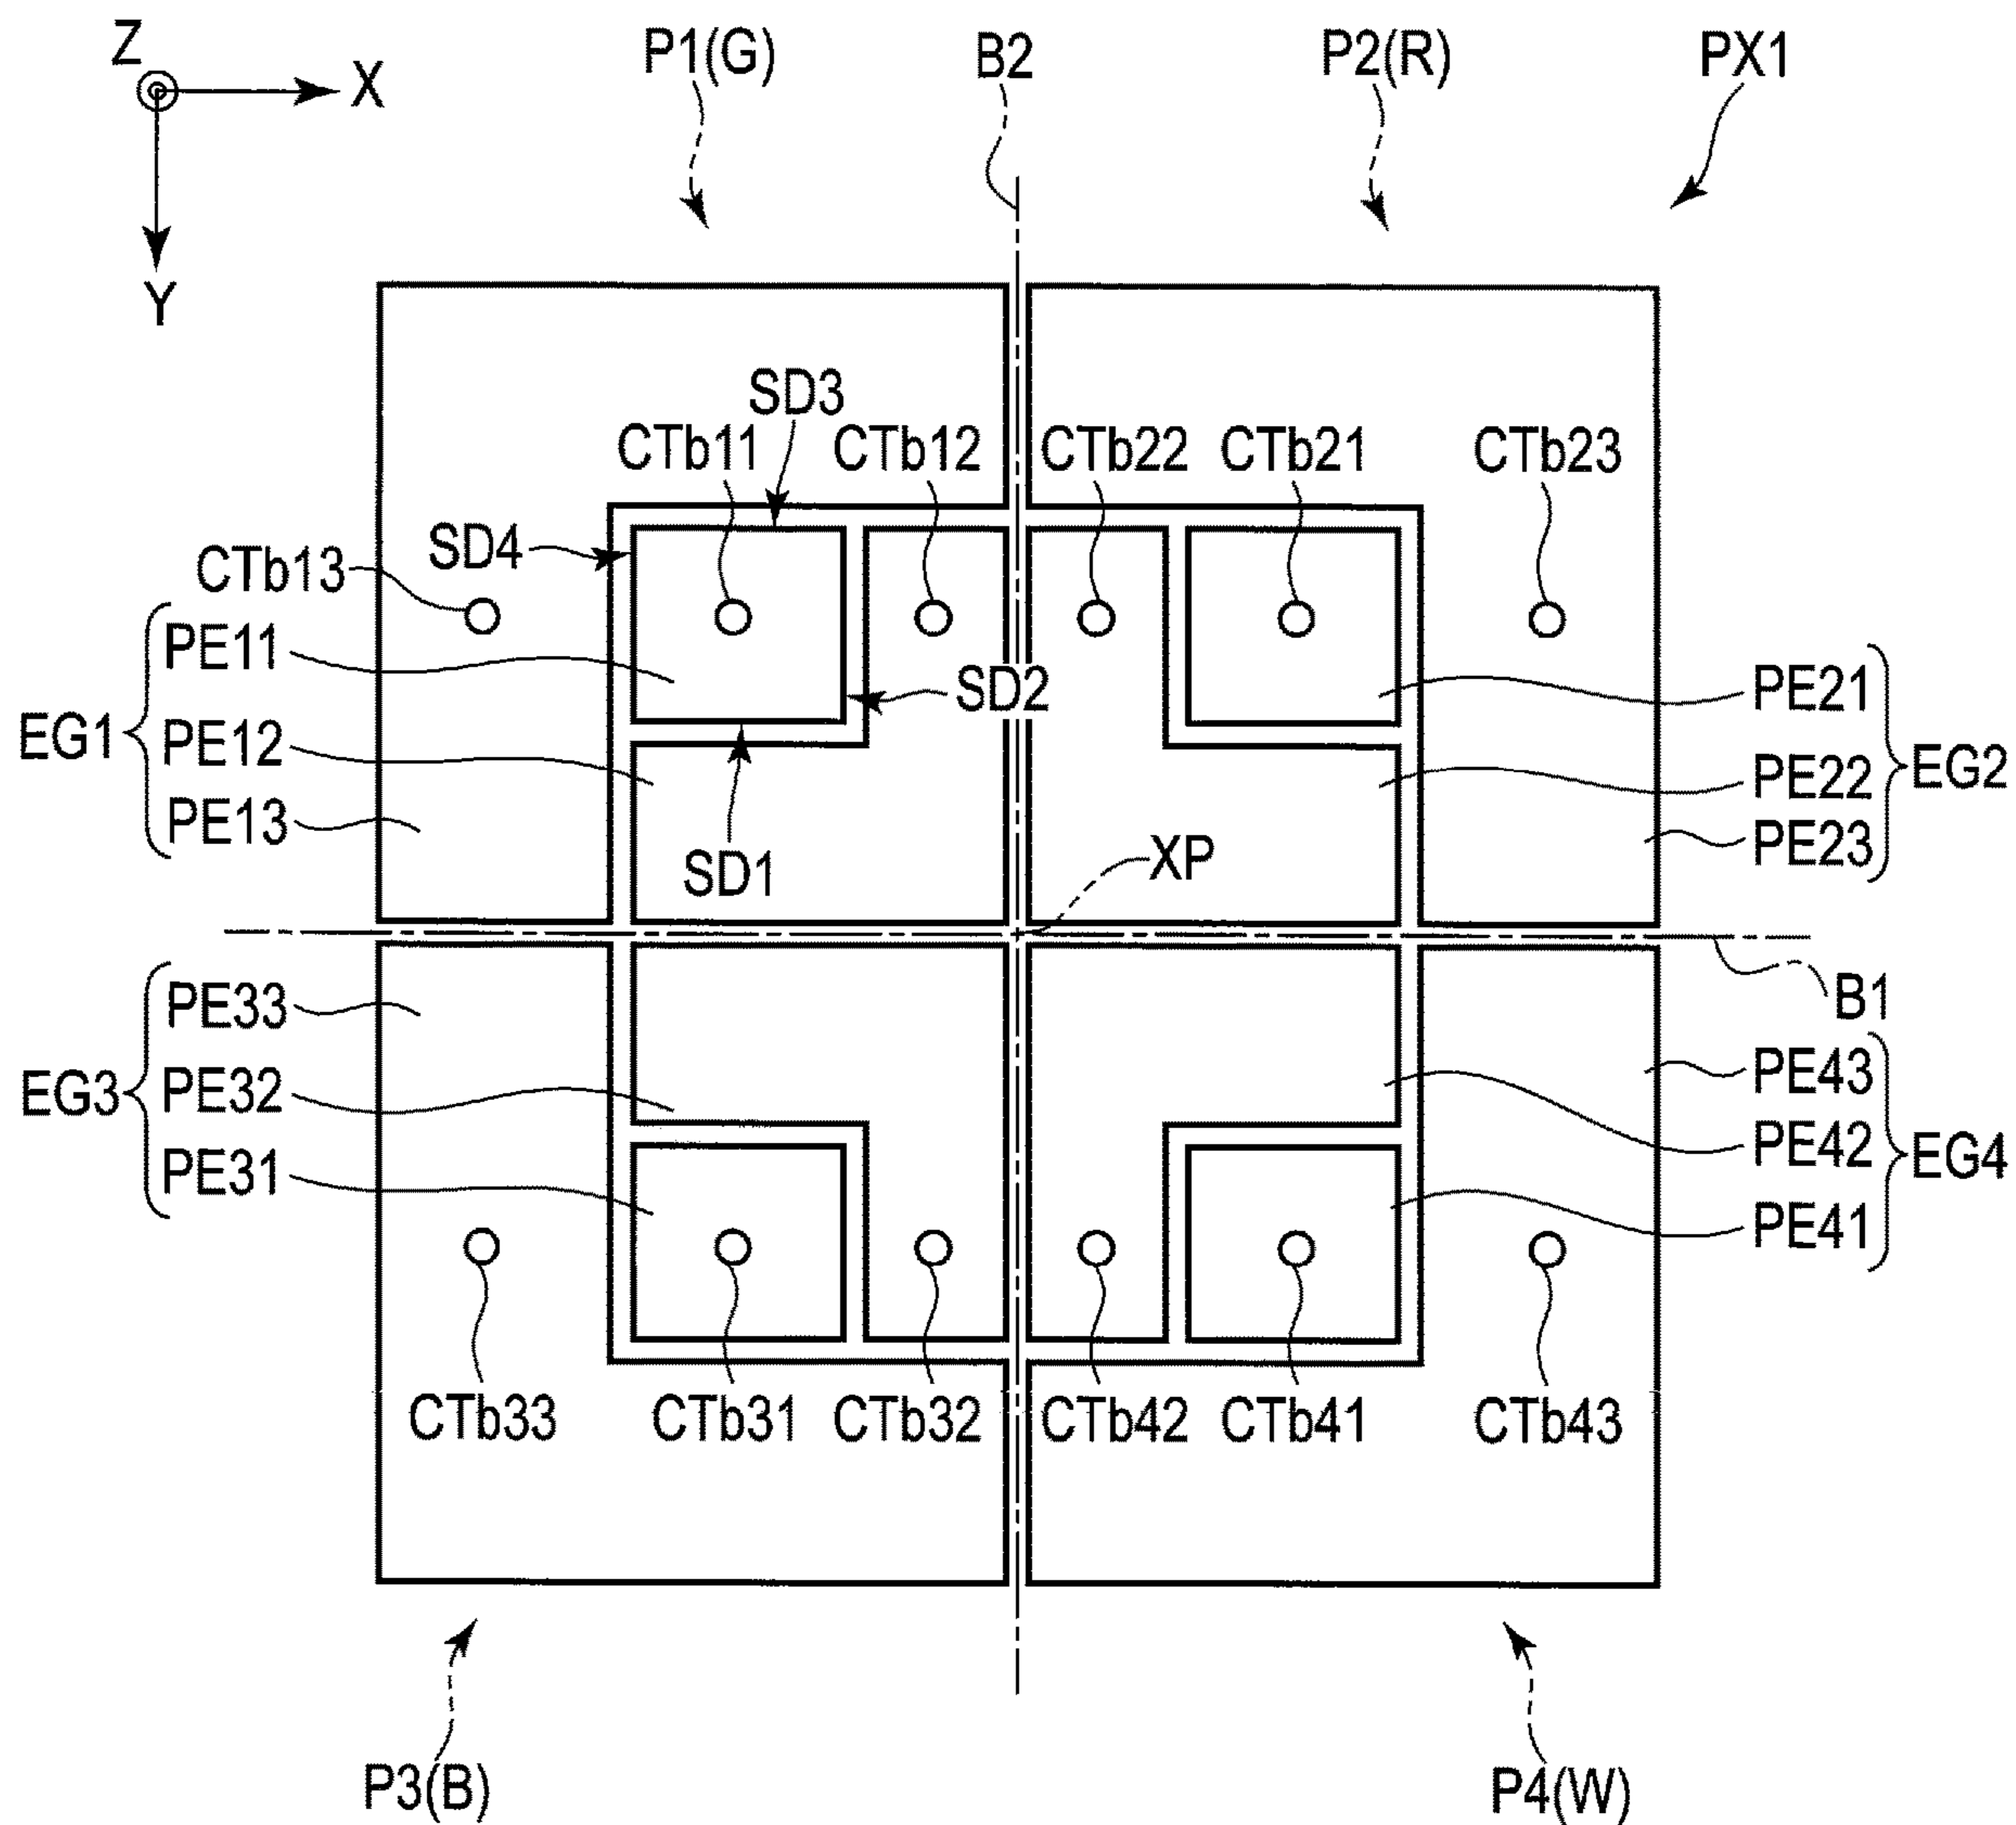 Z
X
Y
P1(G)
B2
P2(R)
PX1
SD3
CTb11
CTb12
CTb22
CTb21
CTb23
SD4
CTb13
EG1
PE11
PE12
PE13
SD2
SD1
PE21
PE22
PE23
EG2
XP
B1
EG3
PE33
PE32
PE31
PE43
PE42
PE41
EG4
CTb33
CTb31
CTb32
CTb42
CTb41
CTb43
P3(B)
P4(W)